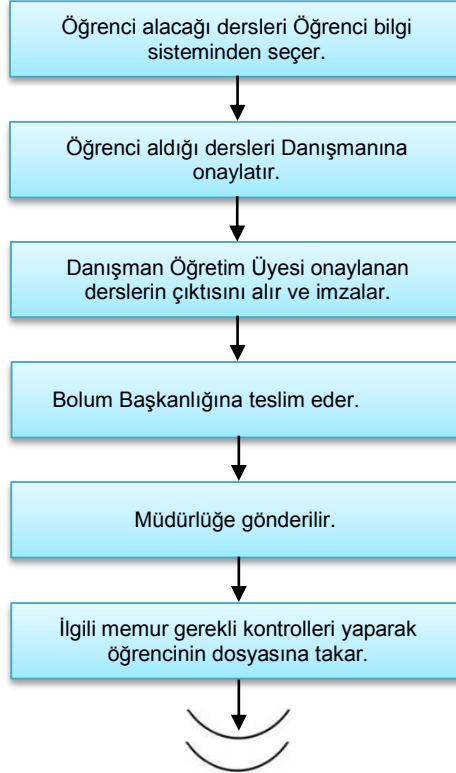 Öğrenci alacağı dersleri Öğrenci bilgi
sisteminden seçer.
Öğrenci aldığı dersleri Danışmanına
onaylatır.
Danışman Öğretim Üyesi onaylanan
derslerin çıktısını alır ve imzalar.
Bolum Başkanlığına teslim eder.
Müdürlüğe gönderilir.
İlgili memur gerekli kontrolleri yaparak
öğrencinin dosyasına takar.